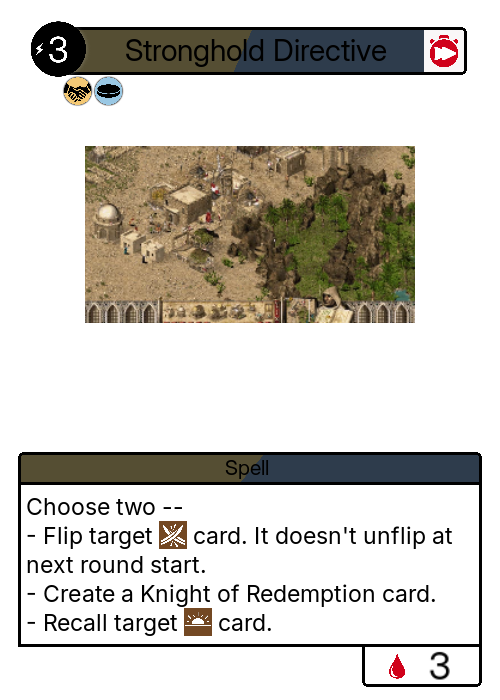 3 Stronghold Directive
Spell
Choose two --
- Flip target card. It doesn't unflip at
next round start.
- Create a Knight of Redemption card.
- Recall target card.
3